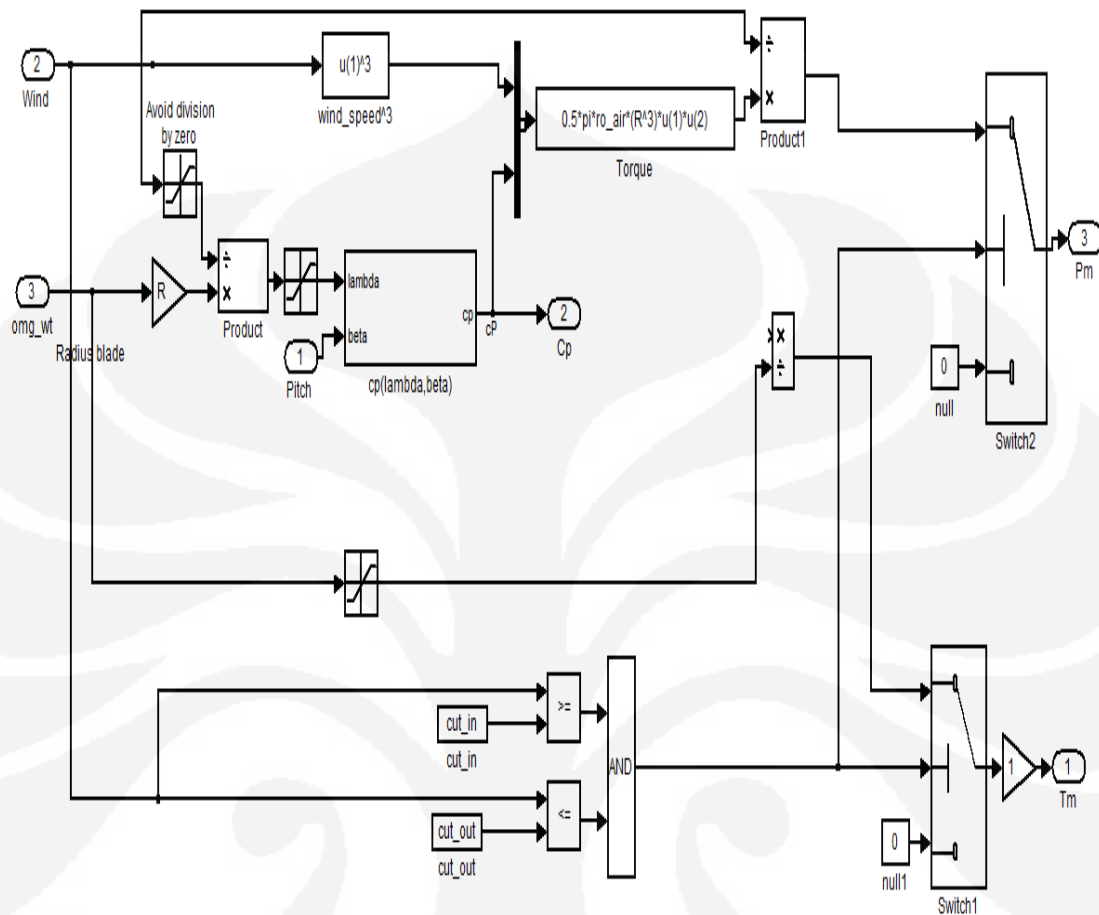 2
Wind
u(1)^3
wind_speed^3
Avoid division
by zero
0.5*pi*ro_air*(R^3)*u(1)*u(2)
Torque
÷
×
Product1
3
omg_wt
R
Radius blade
÷
×
Product
lambda
beta
cp
cp(lambda,beta)
cP
1
Pitch
2
Cp
× ×
÷
3
Pm
0
null
Switch2
cut_in
cut_in
>=
cut_out
cut_out
<=
AND
0
null1
Switch1
1
1
Tm